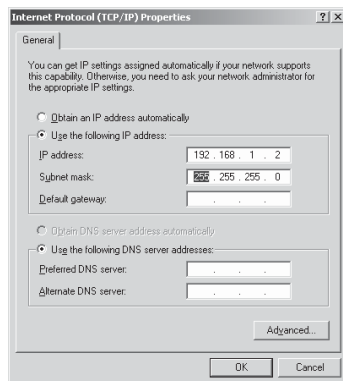 Internet Protocol (TCP/IP) Properties
General
You can get IP settings assigned automatically if your network supports
this capability. Otherwise, you need to ask your network administrator for
the appropriate IP settings.
Obtain an IP address automatically
Use the following IP address:
IP address: 192 . 168 . 1 . 2
Subnet mask: 255 . 255 . 255 . 0
Default gateway: . . .
Obtain DNS server address automatically
Use the following DNS server addresses:
Preferred DNS server: . . .
Alternate DNS server: . . .
Advanced...
OK Cancel